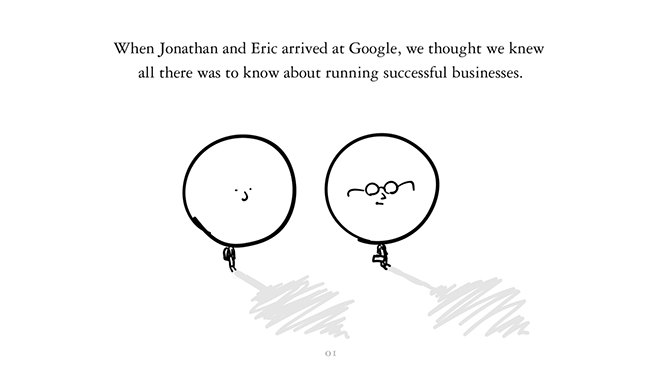 When Jonathan and Eric arrived at Google, we thought we knew
all there was to know about running successful businesses.
01